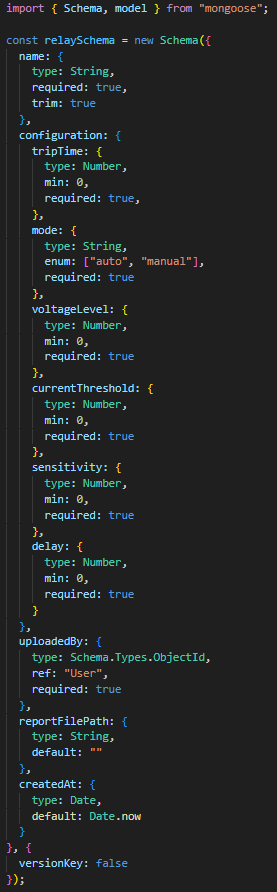 import { Schema, model } from "mongoose";

const relaySchema = new Schema({
  name: {
    type: String,
    required: true,
    trim: true
  },
  configuration: {
    tripTime: {
      type: Number,
      min: 0,
      required: true,
    },
    mode: {
      type: String,
      enum: ["auto", "manual"],
      required: true
    },
    voltageLevel: {
      type: Number,
      min: 0,
      required: true
    },
    currentThreshold: {
      type: Number,
      min: 0,
      required: true
    },
    sensitivity: {
      type: Number,
      min: 0,
      required: true
    },
    delay: {
      type: Number,
      min: 0,
      required: true
    }
  },
  uploadedBy: {
    type: Schema.Types.ObjectId,
    ref: "User",
    required: true
  },
  reportFilePath: {
    type: String,
    default: ""
  },
  createdAt: {
    type: Date,
    default: Date.now
  }
}, {
  versionKey: false
});